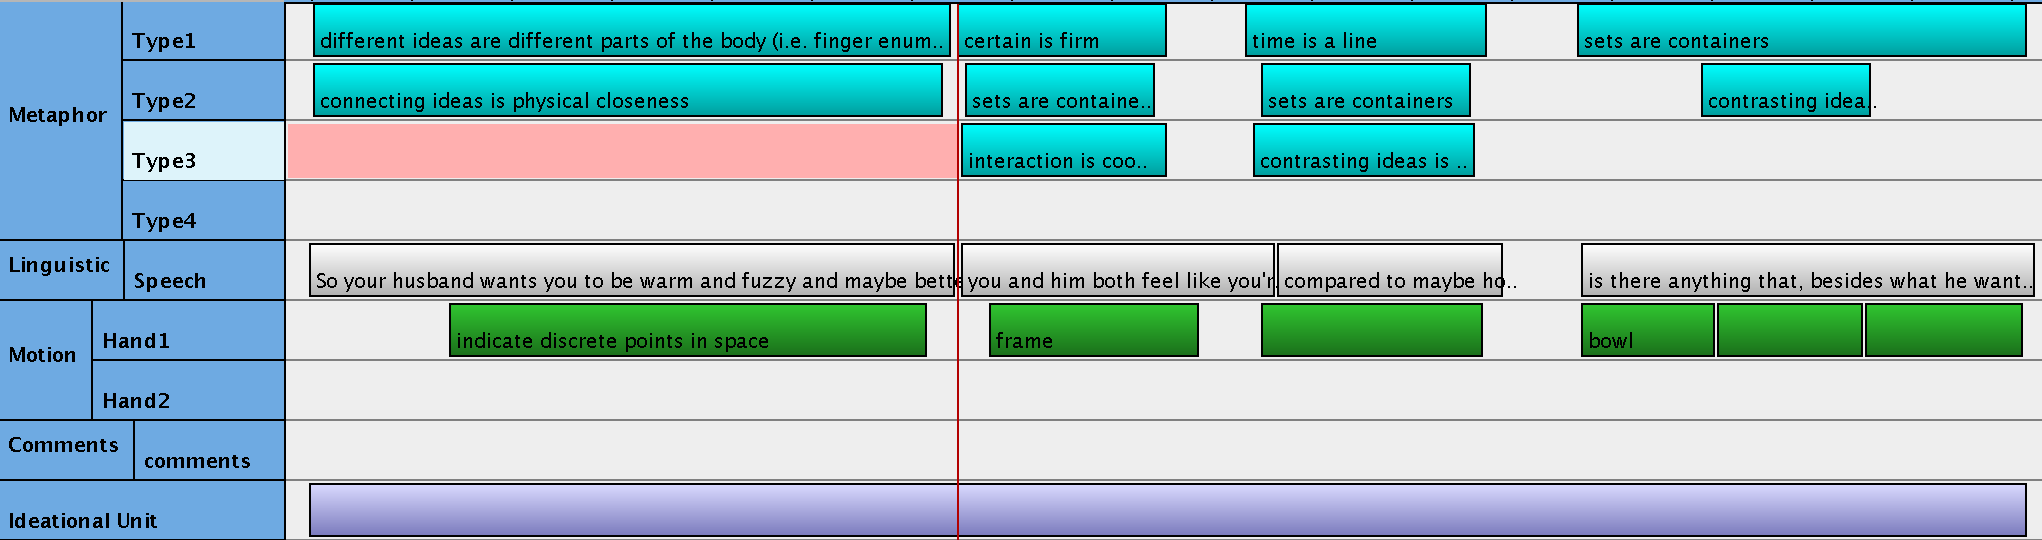 Metaphor
Type1
different ideas are different parts of the body (i.e. finger enum..
certain is firm
time is a line
sets are containers
Type2
connecting ideas is physical closeness
sets are containe..
sets are containers
contrasting idea..
Type3
interaction is coo..
contrasting ideas is ..
Type4
Linguistic
Speech
So your husband wants you to be warm and fuzzy and maybe bette
you and him both feel like you'r
compared to maybe ho..
is there anything that, besides what he want..
Motion
Hand1
indicate discrete points in space
frame
bowl
Hand2
Comments
comments
Ideational Unit